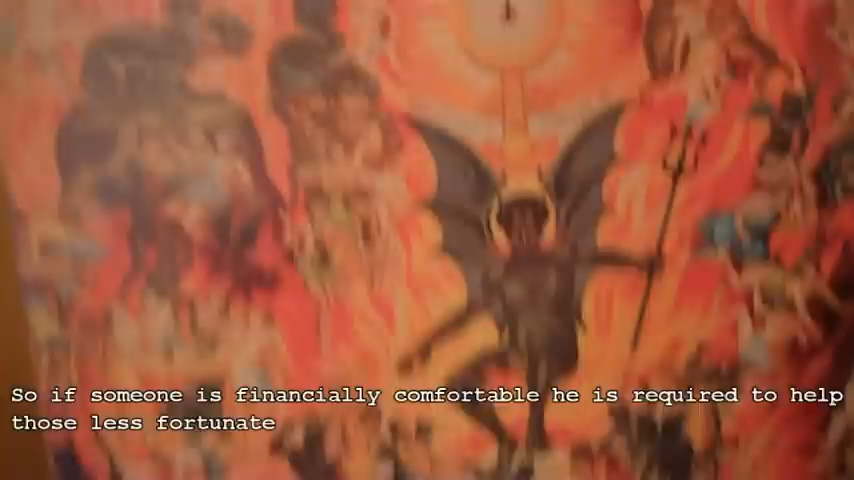 So if someone is financially comfortable he is required to help
those less fortunate